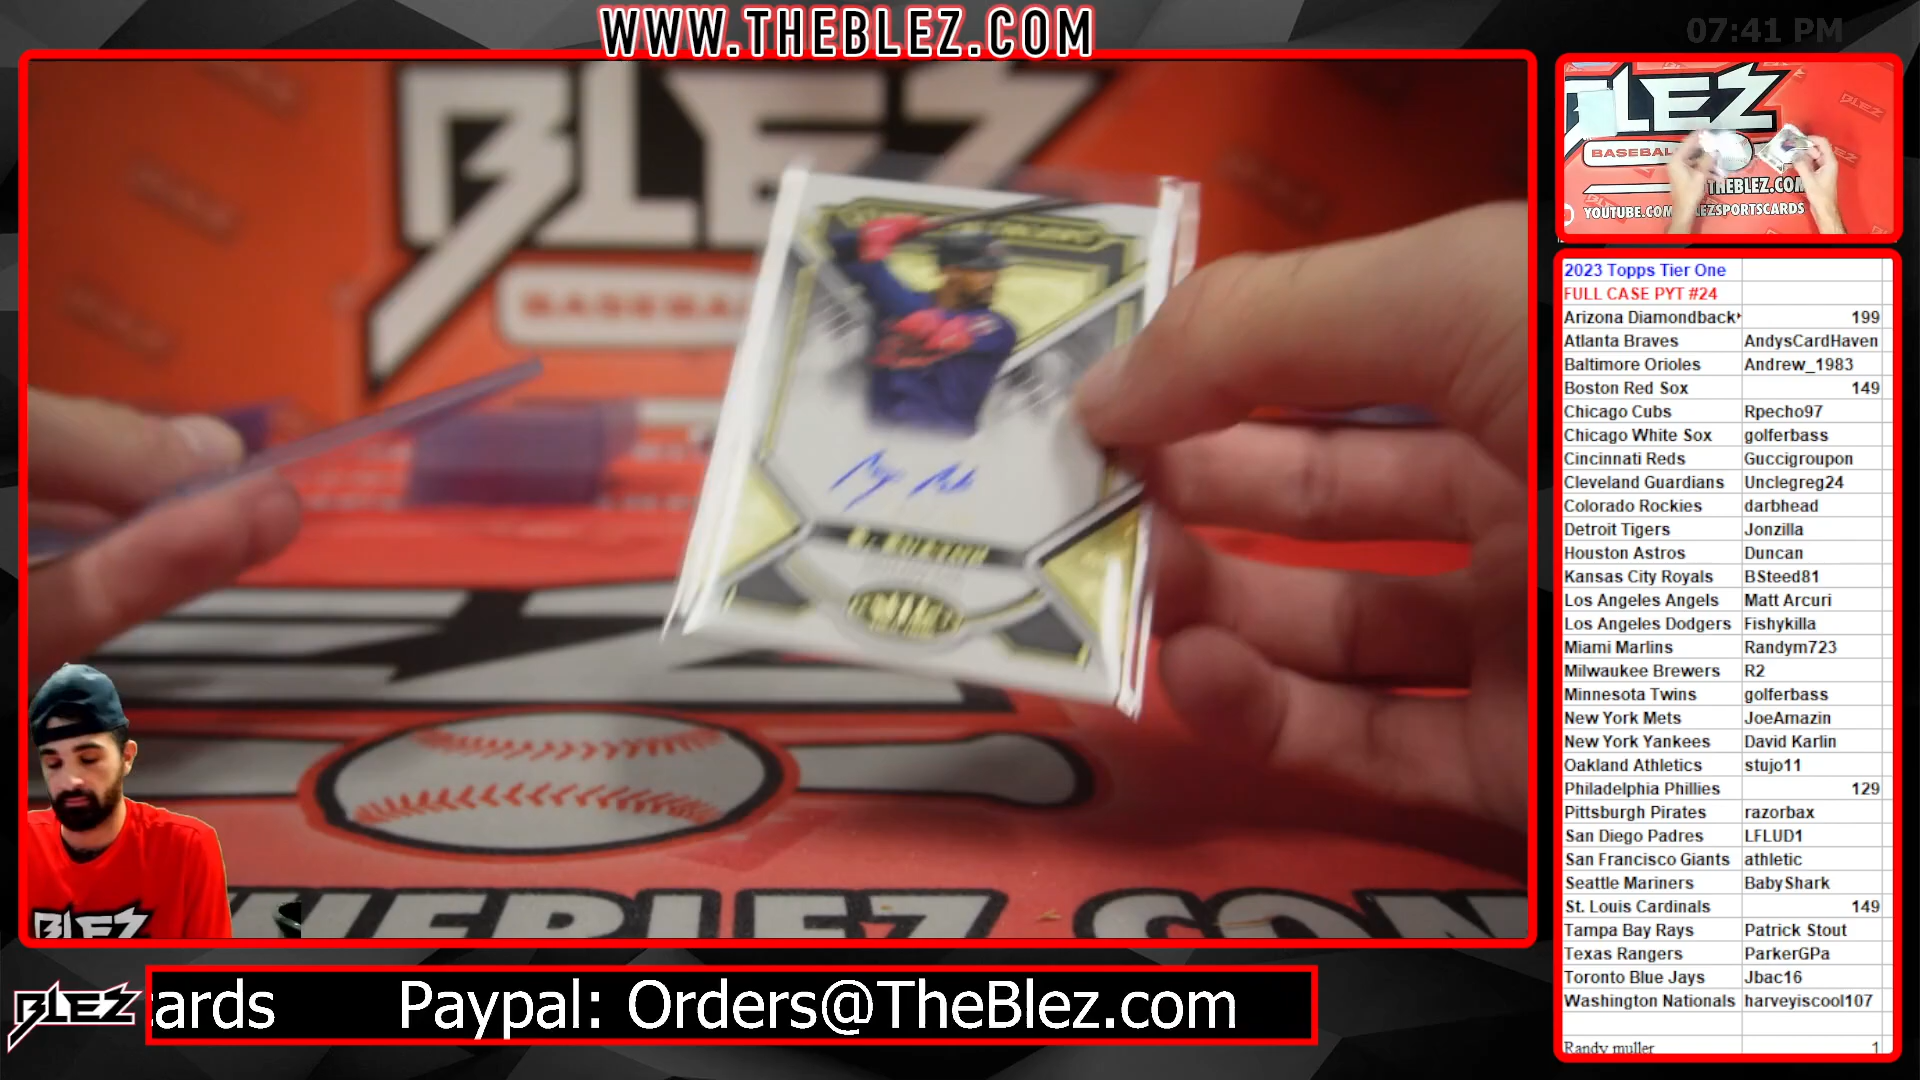 WWW.THEBLEZ.COM
07:41 PM
BLEZ
BASEBA
B. BUXTON
THEBLEZ.COM
BLEZ
BLEZ
BASEBAL
THEBLEZ.COM
YOUTUBE.COM
EZSPORTSCARDS
2023 Topps Tier One
FULL CASE PYT #24
Arizona Diamondback 199
Atlanta Braves AndysCardHaven
Baltimore Orioles Andrew_1983
Boston Red Sox 149
Chicago Cubs Rpecho97
Chicago White Sox golferbass
Cincinnati Reds Guccigroupon
Cleveland Guardians Unclegreg24
Colorado Rockies darbhead
Detroit Tigers Jonzilla
Houston Astros Duncan
Kansas City Royals BSteed81
Los Angeles Angels Matt Arcuri
Los Angeles Dodgers Fishykilla
Miami Marlins Randym723
Milwaukee Brewers R2
Minnesota Twins golferbass
New York Mets JoeAmazin
New York Yankees David Karlin
Oakland Athletics stujo11
Philadelphia Phillies 129
Pittsburgh Pirates razorbax
San Diego Padres LFLUD1
San Francisco Giants athletic
Seattle Mariners BabyShark
St. Louis Cardinals 149
Tampa Bay Rays Patrick Stout
Texas Rangers ParkerGPa
Toronto Blue Jays Jbac16
Washington Nationals harveyiscool107
Randy muller 1
BLEZ
ards Paypal: Orders@TheBlez.com